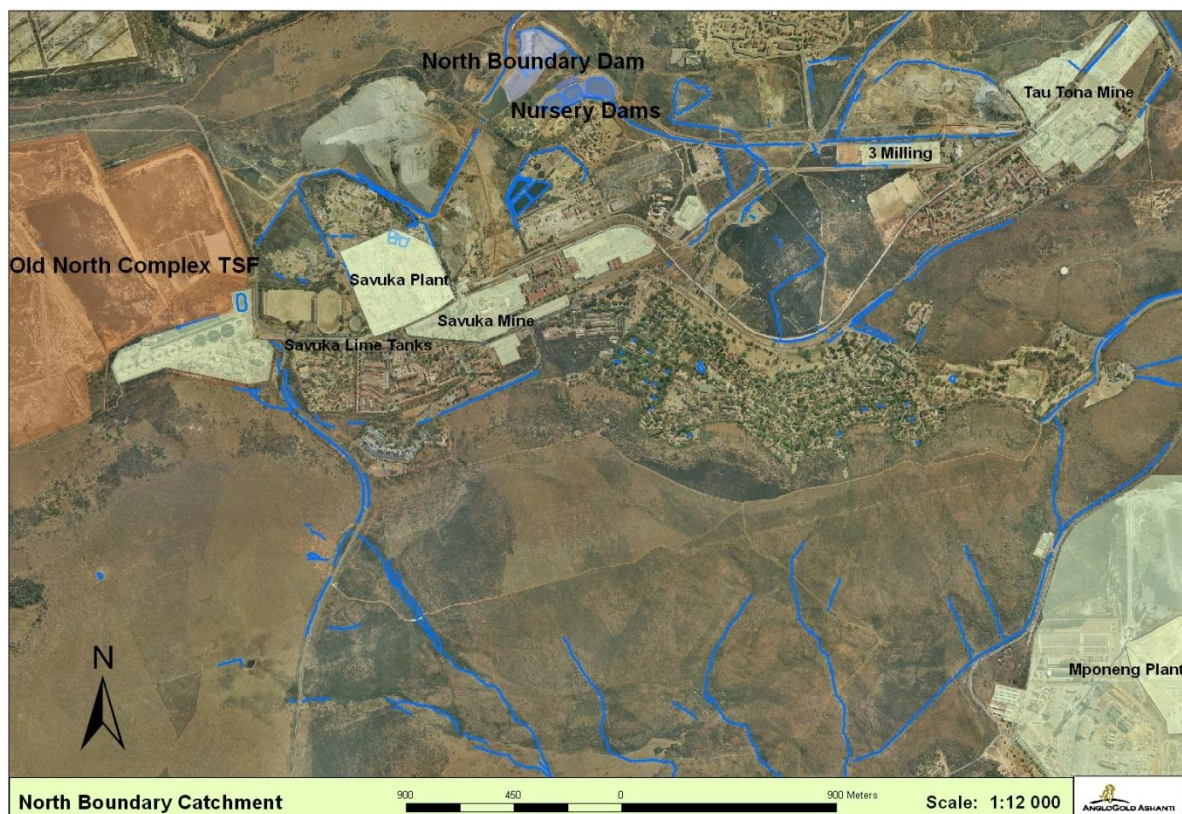 North Boundary Dam
Nursery Dams
Tau Tona Mine
3 Milling
Old North Complex TSF
Savuka Plant
Savuka Mine
Savuka Lime Tanks
N
Mponeng Plant
North Boundary Catchment
900 450 0 900 Meters
Scale: 1:12 000
ANGLOGOLD ASHANTI